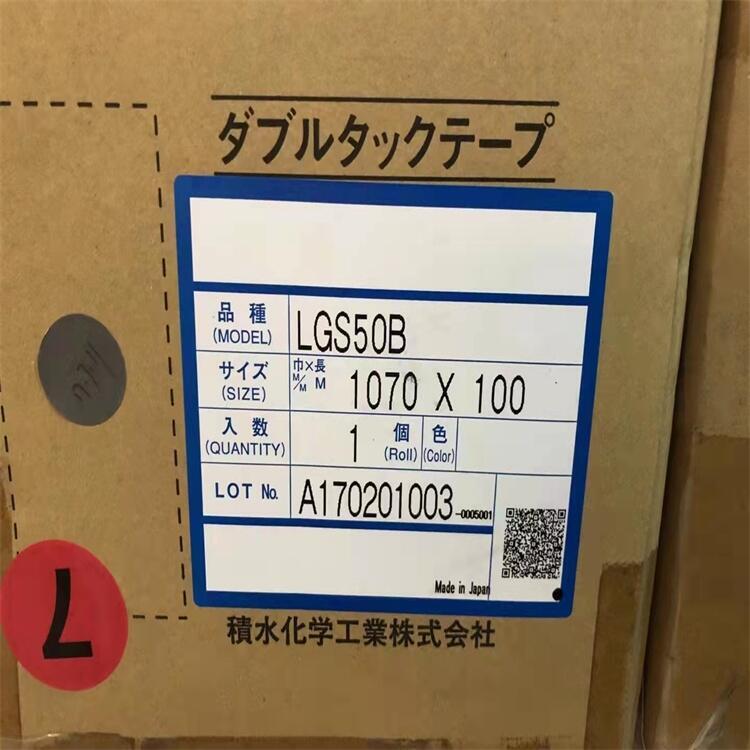 ダブルタックテープ
品種
(MODEL)
LGS50B
サイズ
(SIZE)
巾×長
M/M M
1070 X 100
入数
(QUANTITY)
1
個
(Roll)
色
(Color)
LOT No.
A170201003-0005001
Made in Japan
積水化学工業株式会社
7